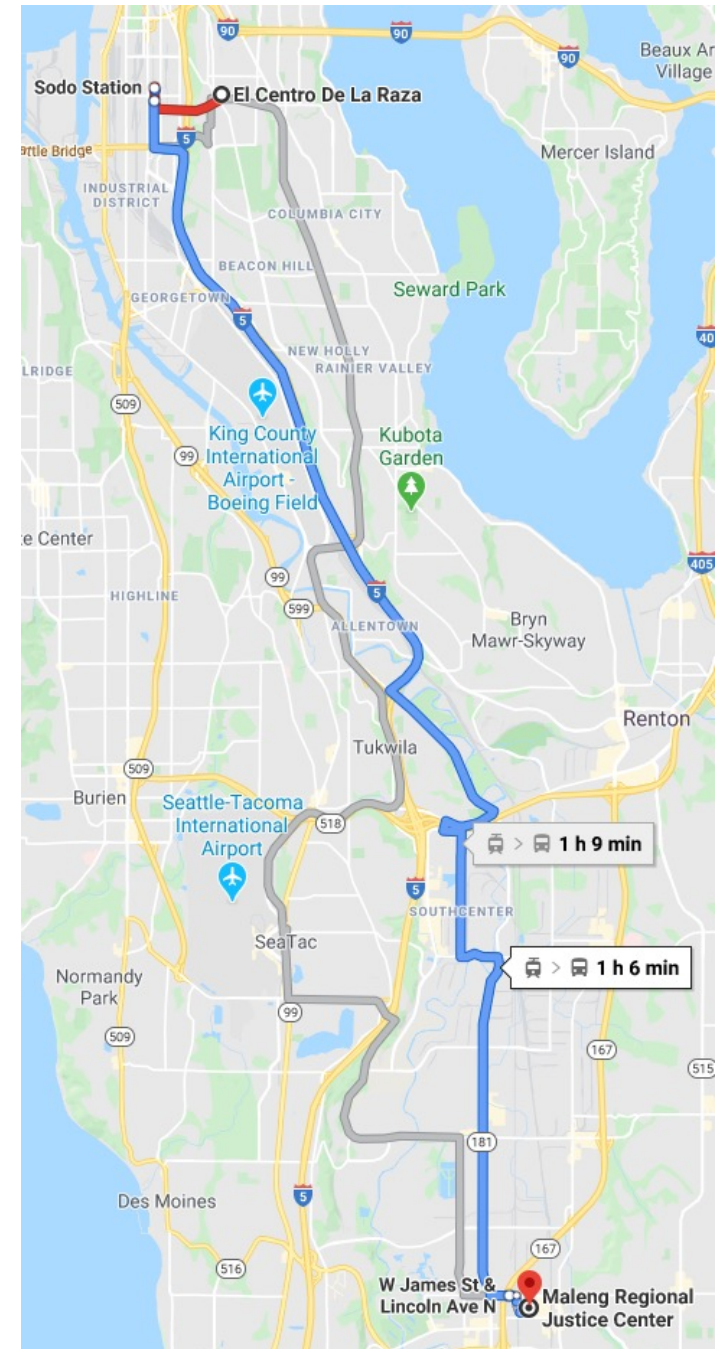 90
90
Beaux Ar
Village
90
Sodo Station
El Centro De La Raza
5
attle Bridge
Mercer Island
INDUSTRIAL
DISTRICT
COLUMBIA CITY
BEACON HILL
Seward Park
GEORGETOWN
5
40
NEW HOLLY
RAINIER VALLEY
LRIDGE
509
King County
International
Airport -
Boeing Field
99
Kubota
Garden
e Center
405
99
HIGHLINE
599
5
ALLENTOWN
Bryn
Mawr-Skyway
Renton
Tukwila
509
Burien
Seattle-Tacoma
International
Airport
518
1 h 9 min
5
SOUTHCENTER
SeaTac
1 h 6 min
Normandy
Park
99
509
167
515
181
Des Moines
5
516
167
W James St &
Lincoln Ave N
Maleng Regional
Justice Center
181